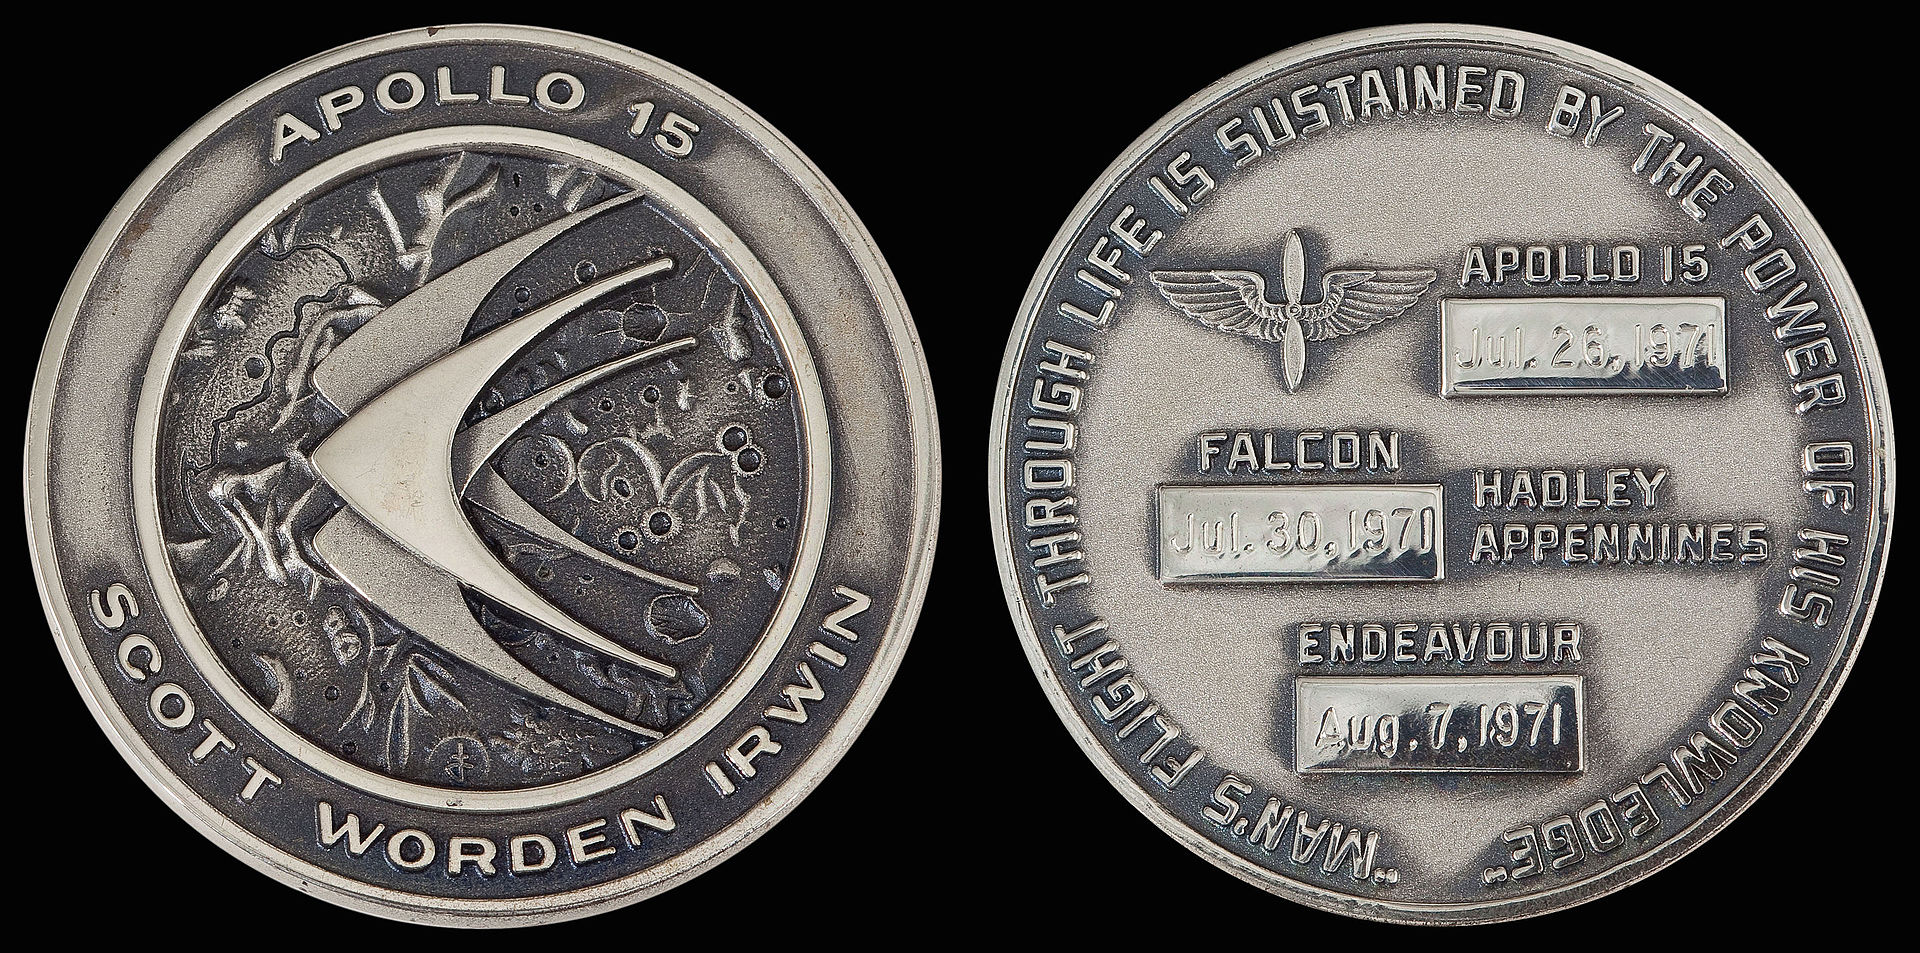 APOLLO 15
SCOTT WORDEN IRWIN
"MAN'S FLIGHT THROUGH LIFE IS SUSTAINED BY THE POWER OF HIS KNOWLEDGE"
APOLLO 15
Jul. 26, 1971
FALCON
Jul. 30, 1971
HADLEY
APPENNINES
ENDEAVOUR
Aug. 7, 1971